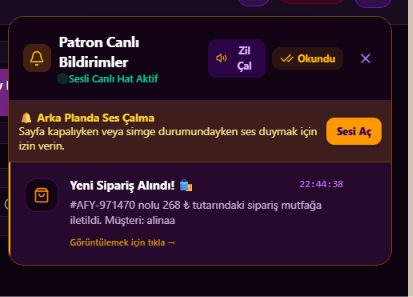 Patron Canlı
Bildirimler
Sesli Canlı Hat Aktif
Zil
Çal
Okundu
Arka Planda Ses Çalma
Sayfa kapalıyken veya simge durumundayken ses duymak için
izin verin.
Sesi Aç
Yeni Sipariş Alındı! 🛍️
22:44:38
#AFY-971470 nolu 268 ₺ tutarındaki sipariş mutfağa
iletildi. Müşteri: alinaa
Görüntülemek için tıkla →